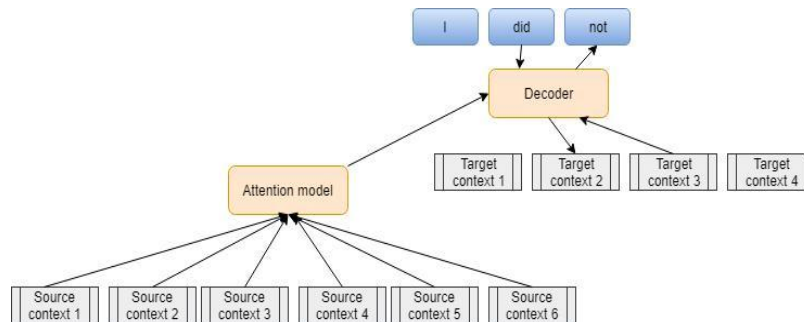 I did not
Decoder
Target context 1 Target context 2 Target context 3 Target context 4
Attention model
Source context 1 Source context 2 Source context 3 Source context 4 Source context 5 Source context 6